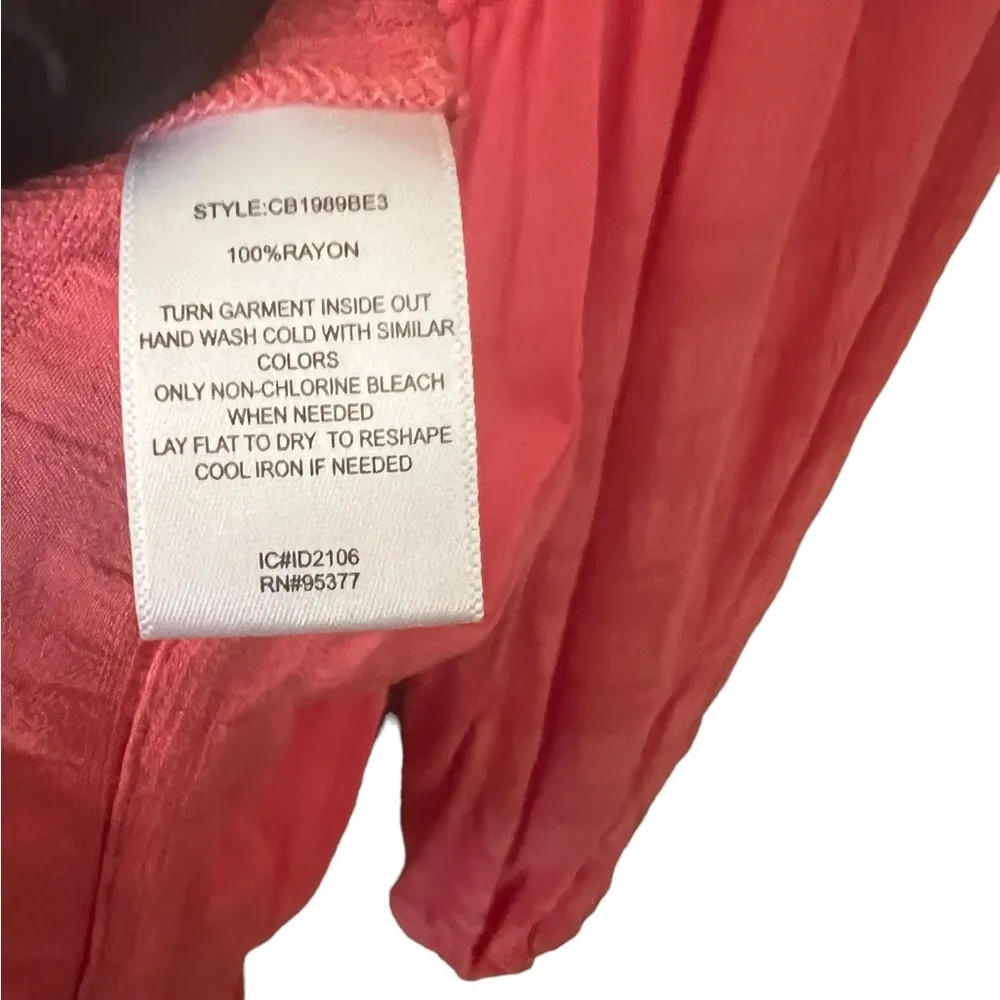 STYLE:CB1989BE3
100%RAYON
TURN GARMENT INSIDE OUT
HAND WASH COLD WITH SIMILAR
COLORS
ONLY NON-CHLORINE BLEACH
WHEN NEEDED
LAY FLAT TO DRY TO RESHAPE
COOL IRON IF NEEDED
IC#ID2106
RN#95377